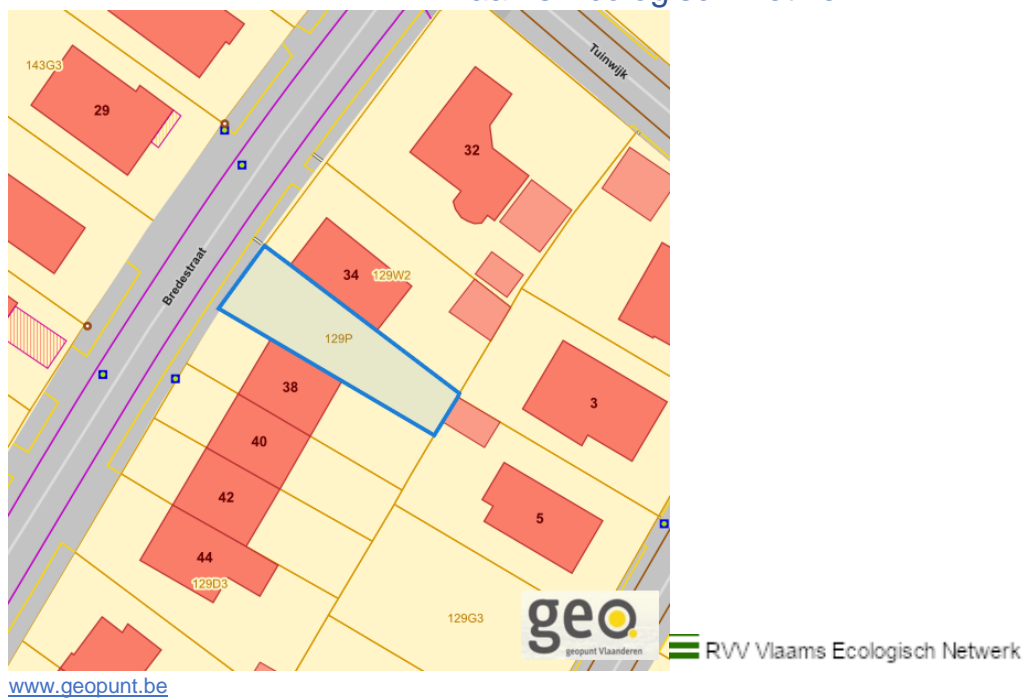 Tuinwijk
143G3
29
32
Bredestraat
34
129W2
129P
38
3
40
42
5
44
129D3
129G3
geo
geopunt Vlaanderen
RVV Vlaams Ecologisch Netwerk
www.geopunt.be